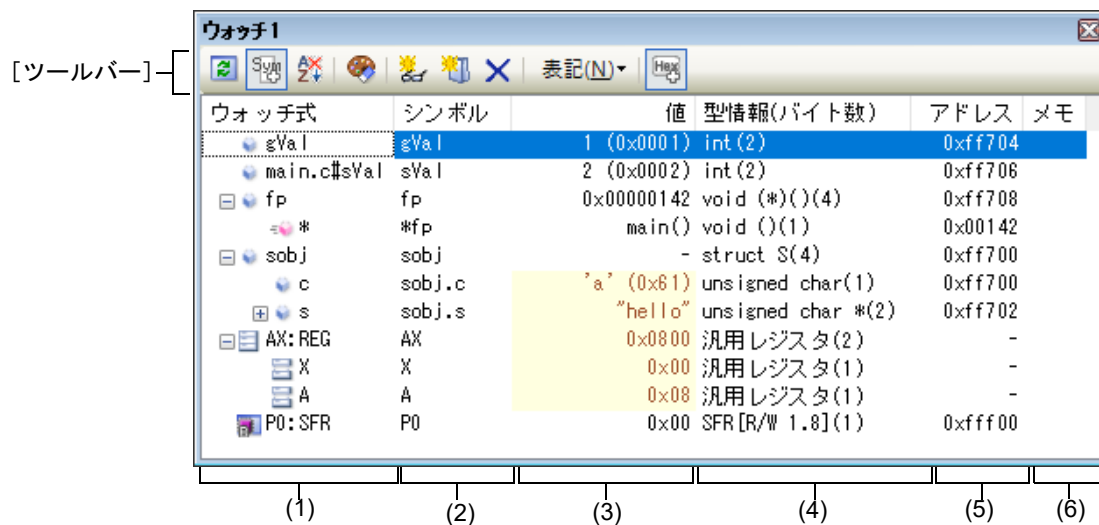 ウォッチ1
[ツールバー]
Sym AZ 表記(N) Hex
ウォッチ式 シンボル 値 型情報(バイト数) アドレス メモ
gVal gVal 1 (0x0001) int(2) 0xff704
main.c#sVal sVal 2 (0x0002) int(2) 0xff706
fp fp 0x00000142 void (*)()(4) 0xff708
* *fp main() void ()(1) 0x00142
sobj sobj - struct S(4) 0xff700
c sobj.c 'a' (0x61) unsigned char(1) 0xff700
s sobj.s "hello" unsigned char *(2) 0xff702
AX:REG AX 0x0800 汎用レジスタ(2) -
X X 0x00 汎用レジスタ(1) -
A A 0x08 汎用レジスタ(1) -
P0:SFR P0 0x00 SFR[R/W 1.8](1) 0xfff00
(1) (2) (3) (4) (5) (6)